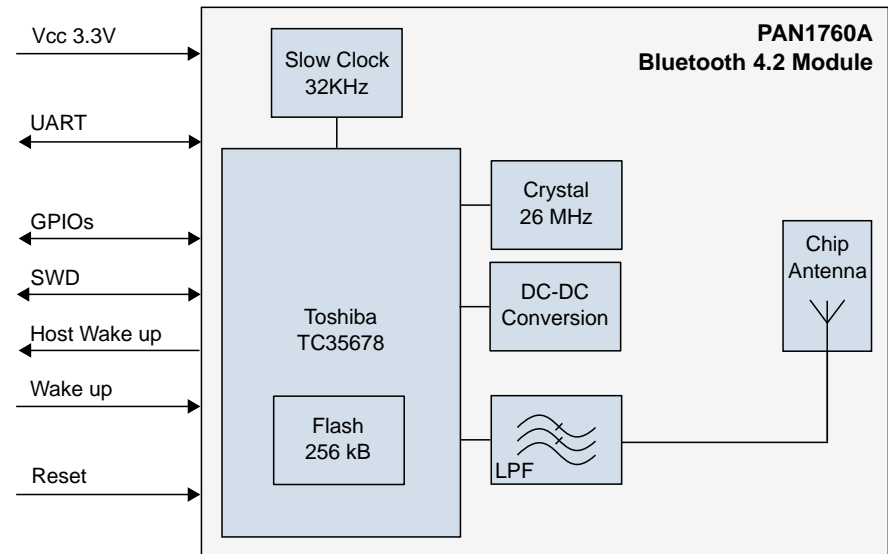 PAN1760A
Bluetooth 4.2 Module
Vcc 3.3V
UART
GPIOs
SWD
Host Wake up
Wake up
Reset
Slow Clock
32KHz
Toshiba
TC35678
Flash
256 kB
Crystal
26 MHz
DC-DC
Conversion
LPF
Chip
Antenna